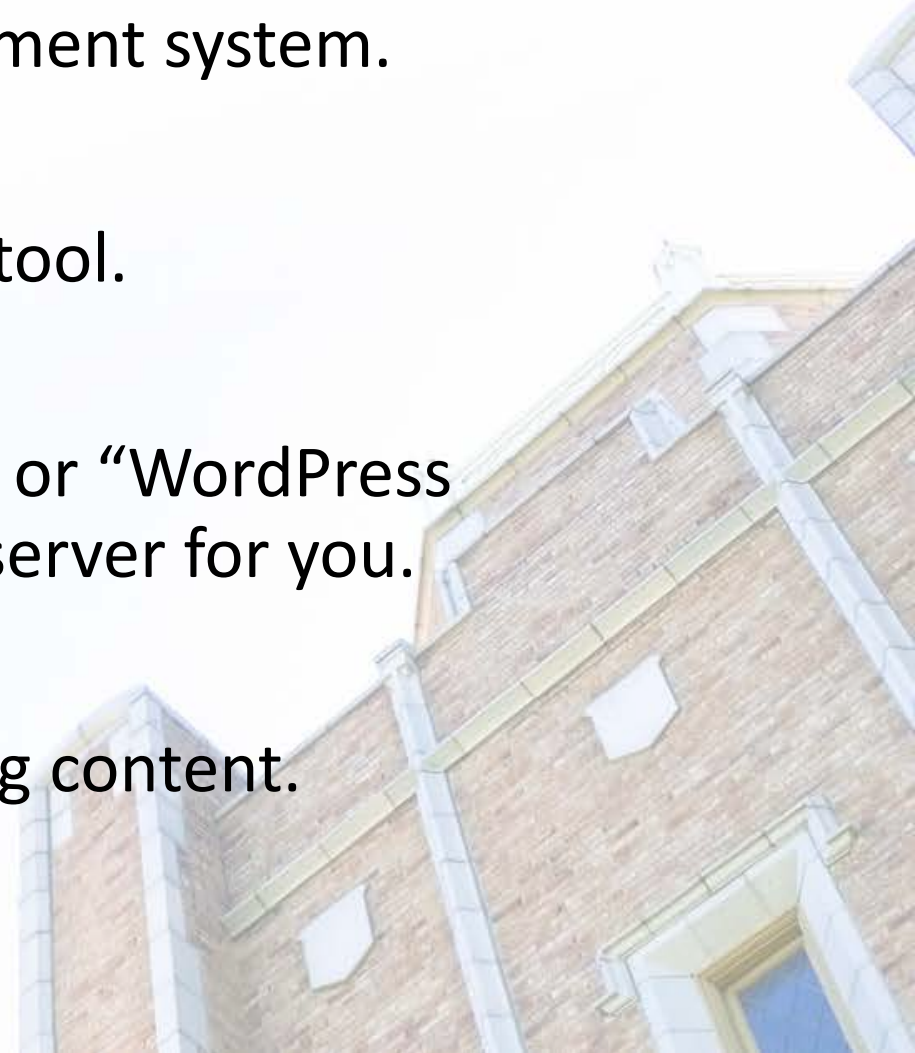 ment system.
tool.
or “WordPress
server for you.
g content.